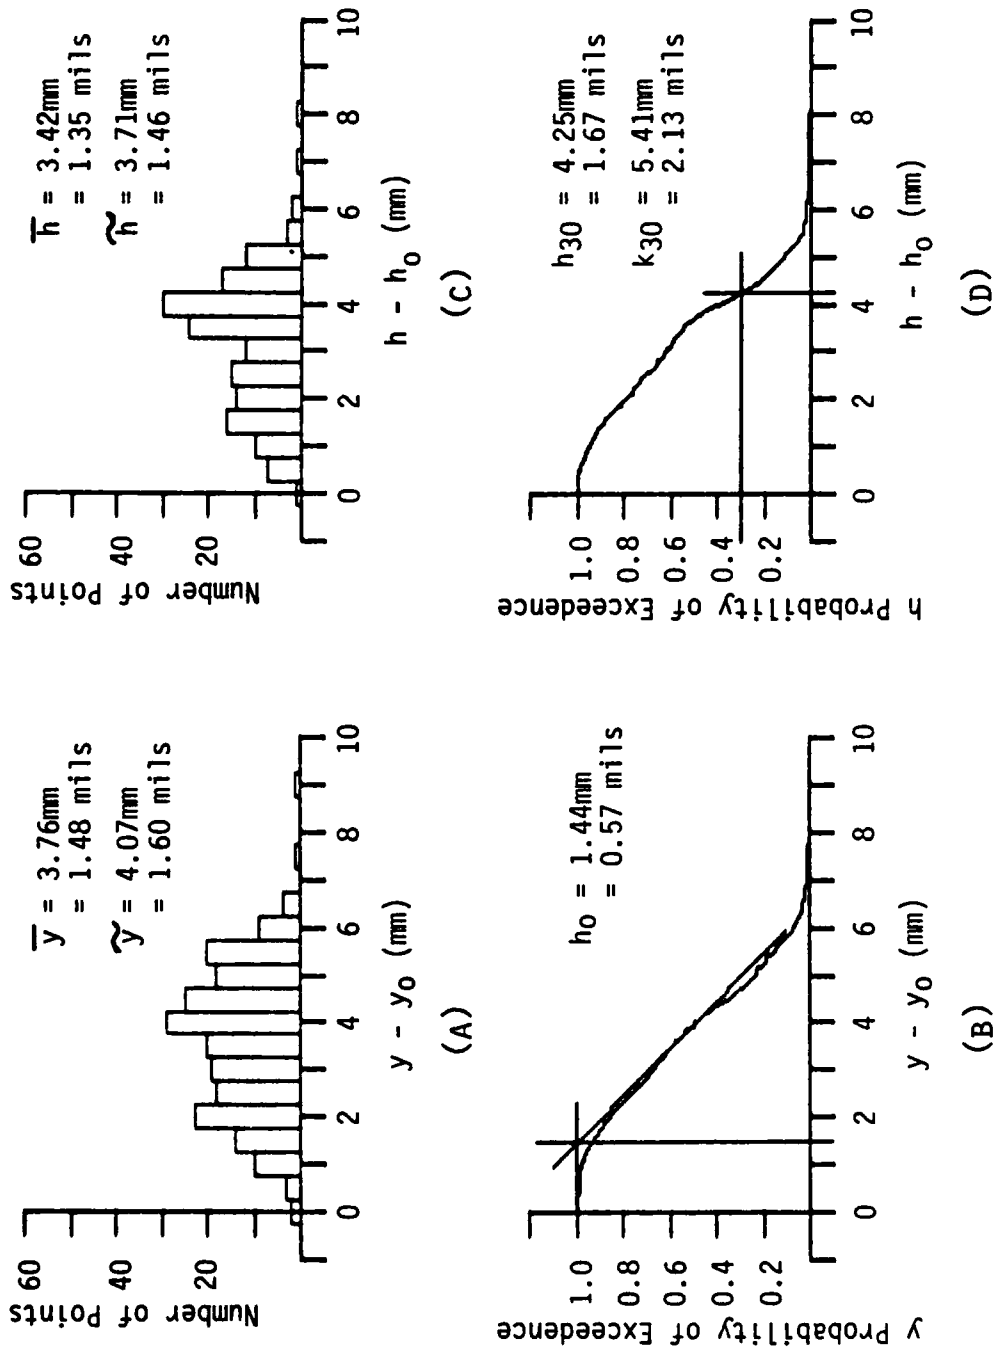 Number of Points
60
40
20
y̅ = 3.76mm
= 1.48 mils
ỹ = 4.07mm
= 1.60 mils
0 2 4 6 8 10
y - y₀ (mm)
(A)
Number of Points
60
40
20
h̅ = 3.42mm
= 1.35 mils
h̃ = 3.71mm
= 1.46 mils
0 2 4 6 8 10
h - h₀ (mm)
(C)
y Probability of Exceedence
1.0
0.8
0.6
0.4
0.2
h₀ = 1.44mm
= 0.57 mils
0 2 4 6 8 10
y - y₀ (mm)
(B)
h Probability of Exceedence
1.0
0.8
0.6
0.4
0.2
h₃₀ = 4.25mm
= 1.67 mils
k₃₀ = 5.41mm
= 2.13 mils
0 2 4 6 8 10
h - h₀ (mm)
(D)